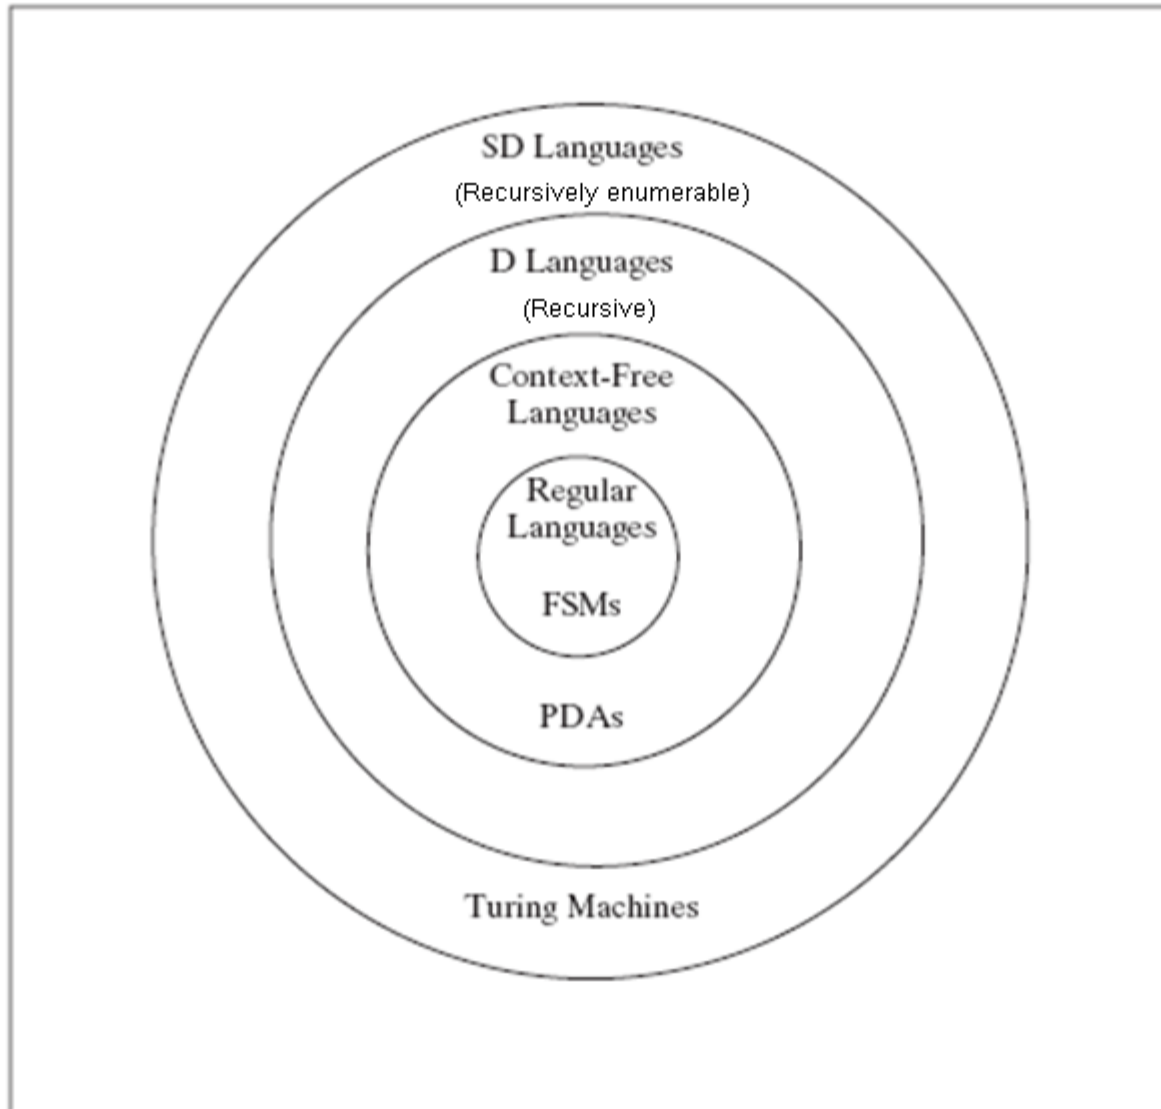 SD Languages
(Recursively enumerable)
D Languages
(Recursive)
Context-Free
Languages
Regular
Languages
FSMs
PDAs
Turing Machines